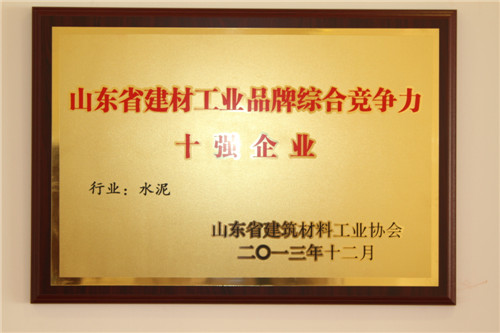 山东省建材工业品牌综合竞争力
十强企业
行业：水泥
山东省建筑材料工业协会
二〇一三年十二月